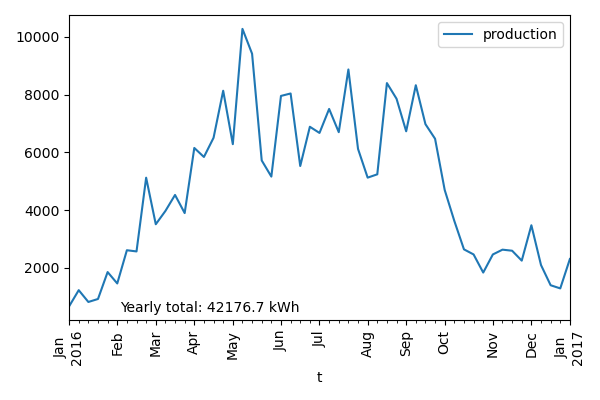 production
10000
8000
6000
4000
2000
Yearly total: 42176.7 kWh
Jan
2016
Feb
Mar
Apr
May
Jun
Jul
Aug
Sep
Oct
Nov
Dec
Jan
2017
t